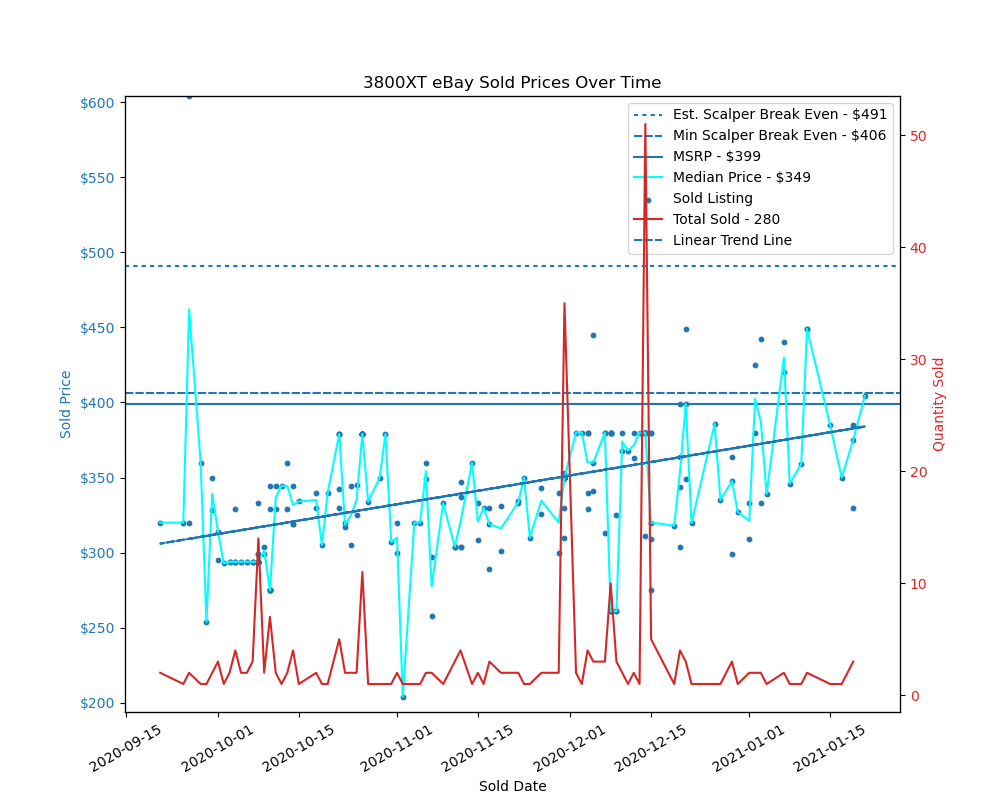 3800XT eBay Sold Prices Over Time
$600
$550
$500
$450
$400
$350
$300
$250
$200
Sold Price
Est. Scalper Break Even - $491
Min Scalper Break Even - $406
MSRP - $399
Median Price - $349
Sold Listing
Total Sold - 280
Linear Trend Line
50
40
30
20
10
0
Quantity Sold
2020-09-15
2020-10-01
2020-10-15
2020-11-01
2020-11-15
2020-12-01
2020-12-15
2021-01-01
2021-01-15
Sold Date